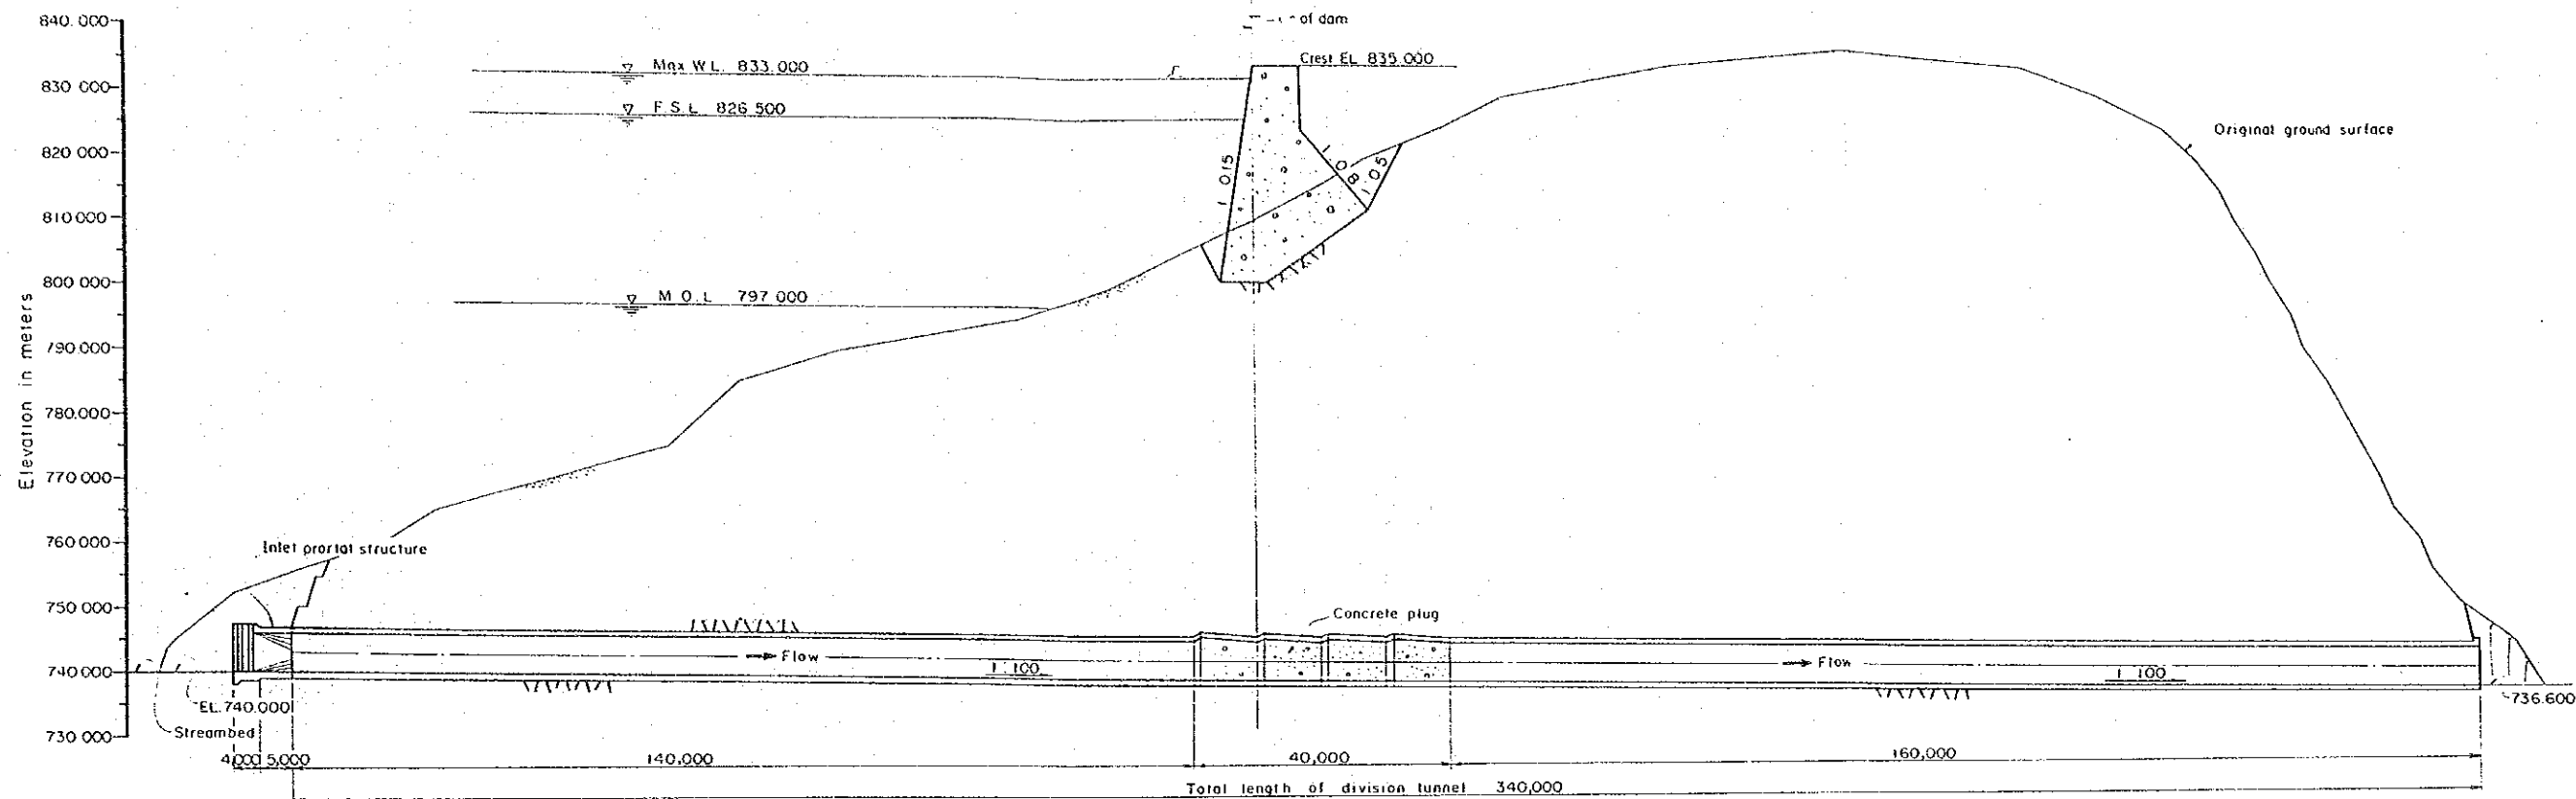 of dam
840.000
Max W.L. 833.000
Crest EL. 835.000
830 000
F.S.L. 826.500
820 000
Original ground surface
1 0.15
1 0.8
1 0.5
810 000
800 000
M.O.L. 797.000
790 000
780.000
770 000
760 000
750 000
740 000
730 000
Elevation in meters
Inlet prortal structure
Concrete plug
Flow
1 100
Flow
1 100
EL.740.000
Streambed
736.600
4,000
5,000
140,000
40,000
160,000
Total length of division tunnel 340,000